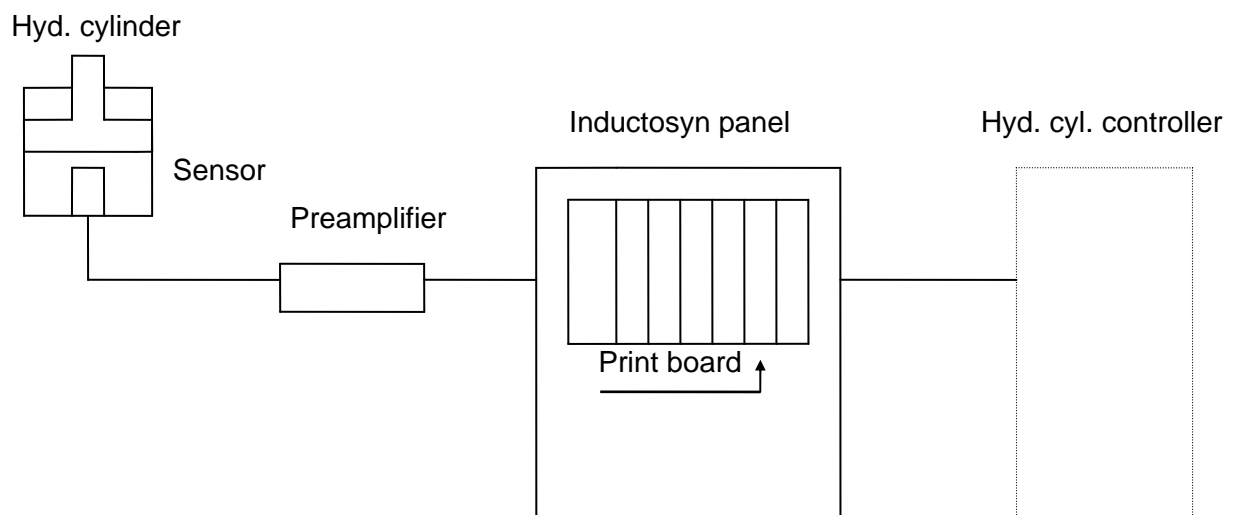 Hyd. cylinder
Sensor
Preamplifier
Inductosyn panel
Print board
Hyd. cyl. controller